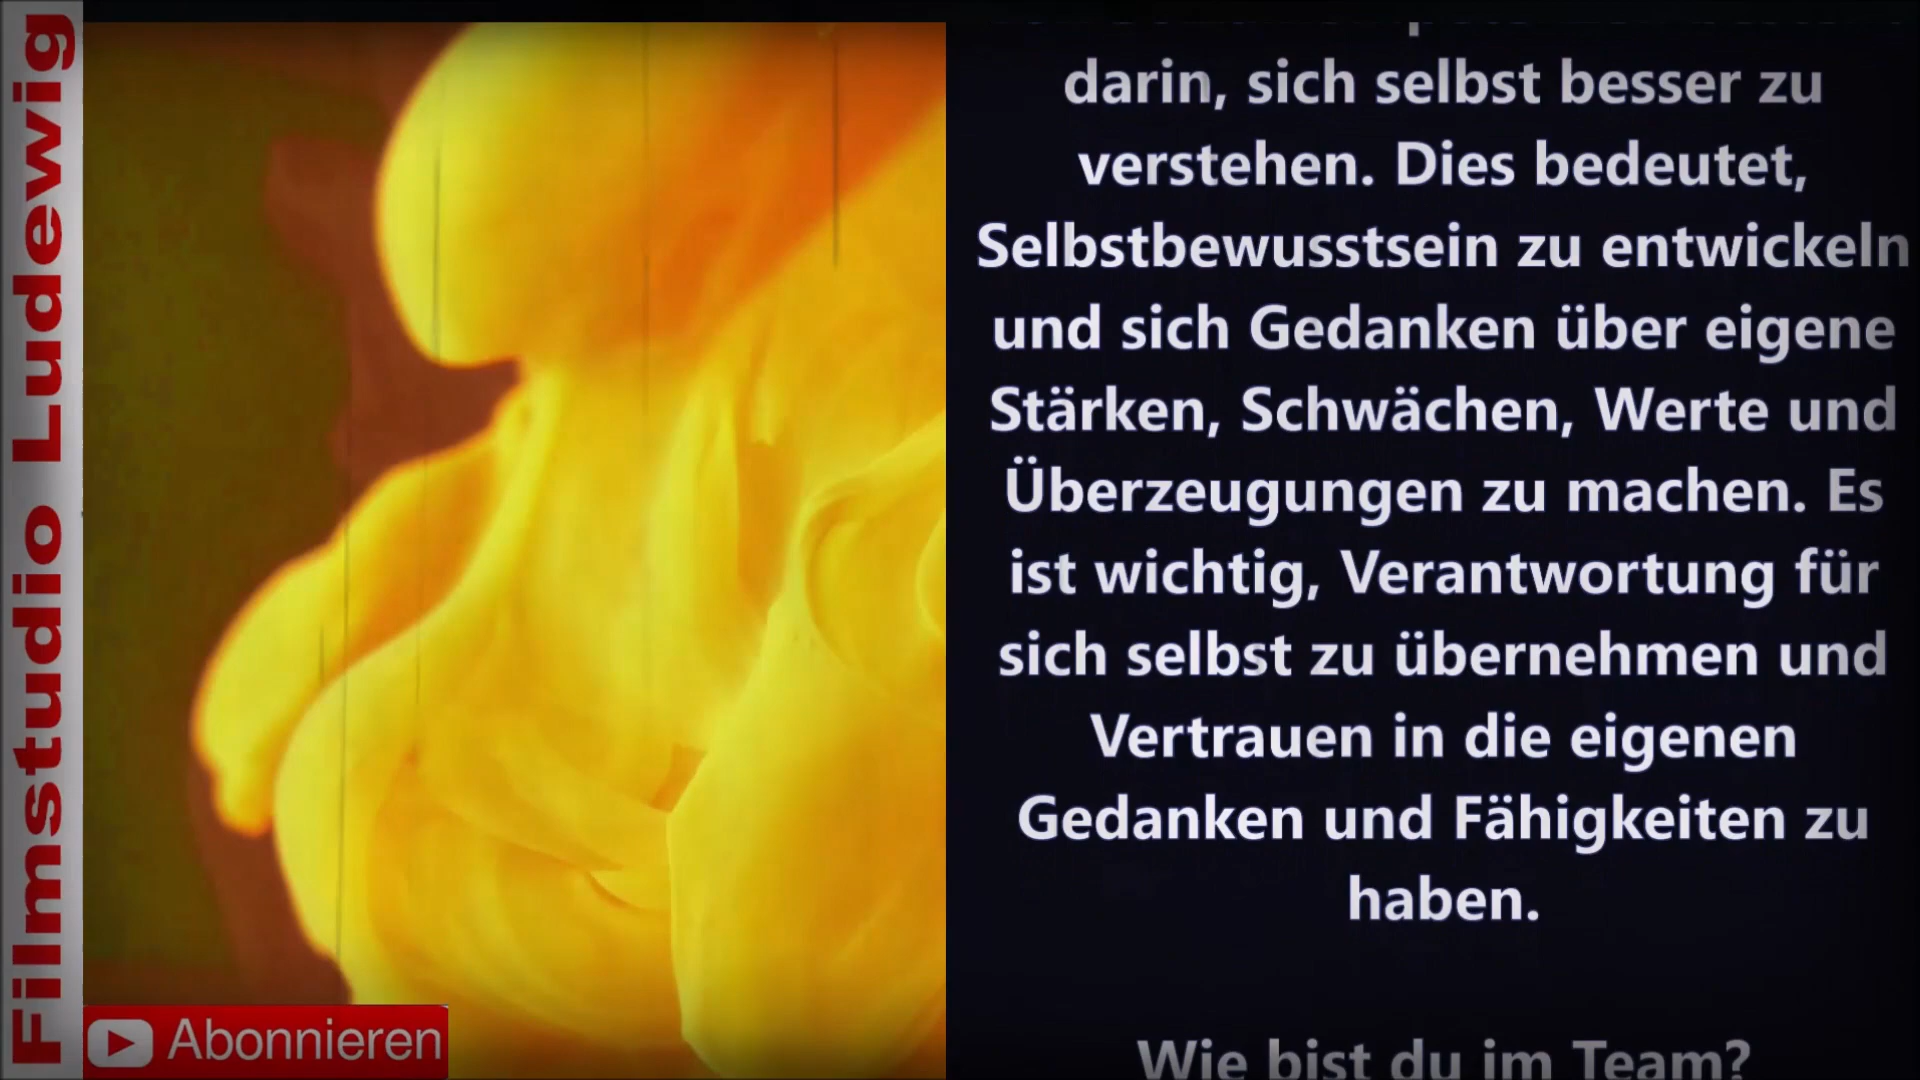 Filmstudio Ludewig
darin, sich selbst besser zu
verstehen. Dies bedeutet,
Selbstbewusstsein zu entwickeln
und sich Gedanken über eigene
Stärken, Schwächen, Werte und
Überzeugungen zu machen. Es
ist wichtig, Verantwortung für
sich selbst zu übernehmen und
Vertrauen in die eigenen
Gedanken und Fähigkeiten zu
haben.
Wie bist du im Team?
Abonnieren